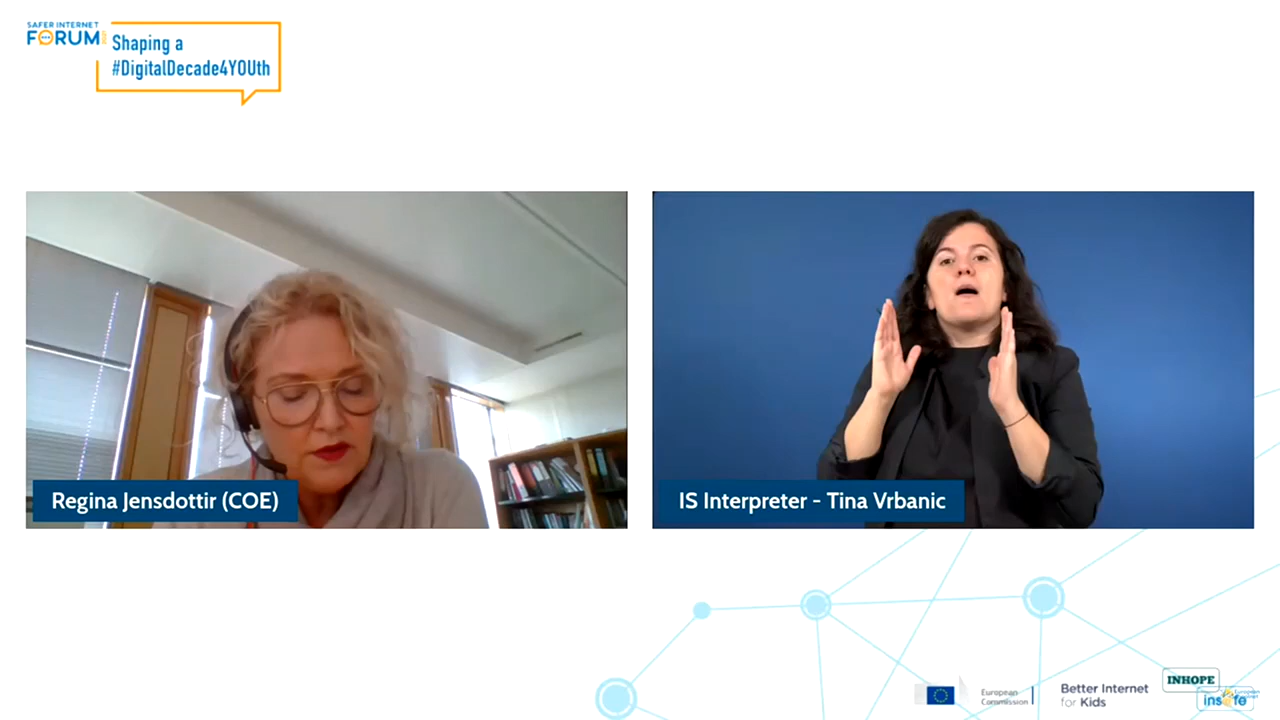 SAFER INTERNET
FORUM
Shaping a
#DigitalDecade4YOUth
Regina Jensdottir (COE)
IS Interpreter - Tina Vrbanic
European
Commission
Better Internet
for Kids
INHOPE
insafe